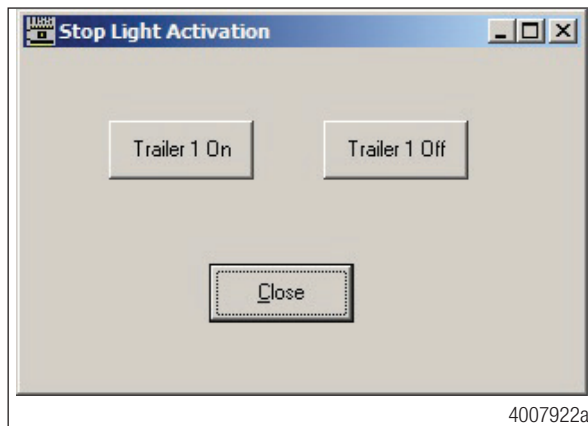 Stop Light Activation
Trailer 1 On Trailer 1 Off
Close
4007922a